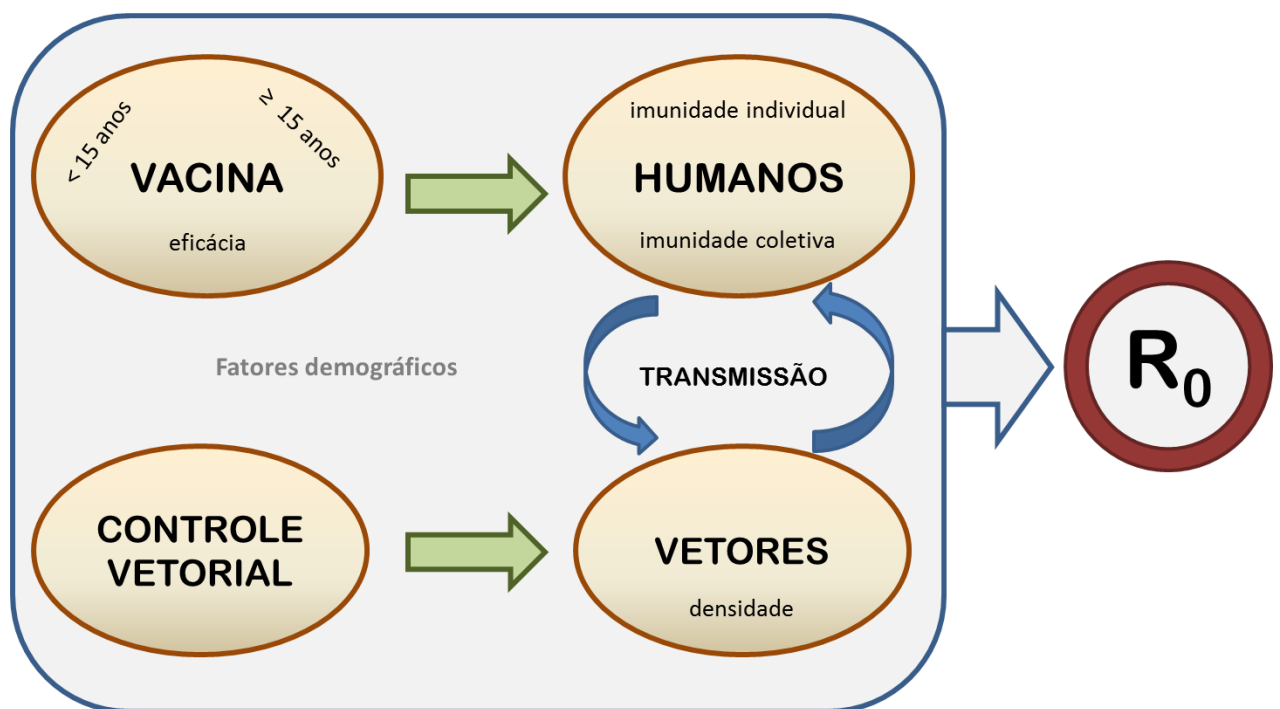 < 15 anos
≥ 15 anos
VACINA
eficácia
imunidade individual
HUMANOS
imunidade coletiva
Fatores demográficos
TRANSMISSÃO
R0
CONTROLE
VETORIAL
VETORES
densidade